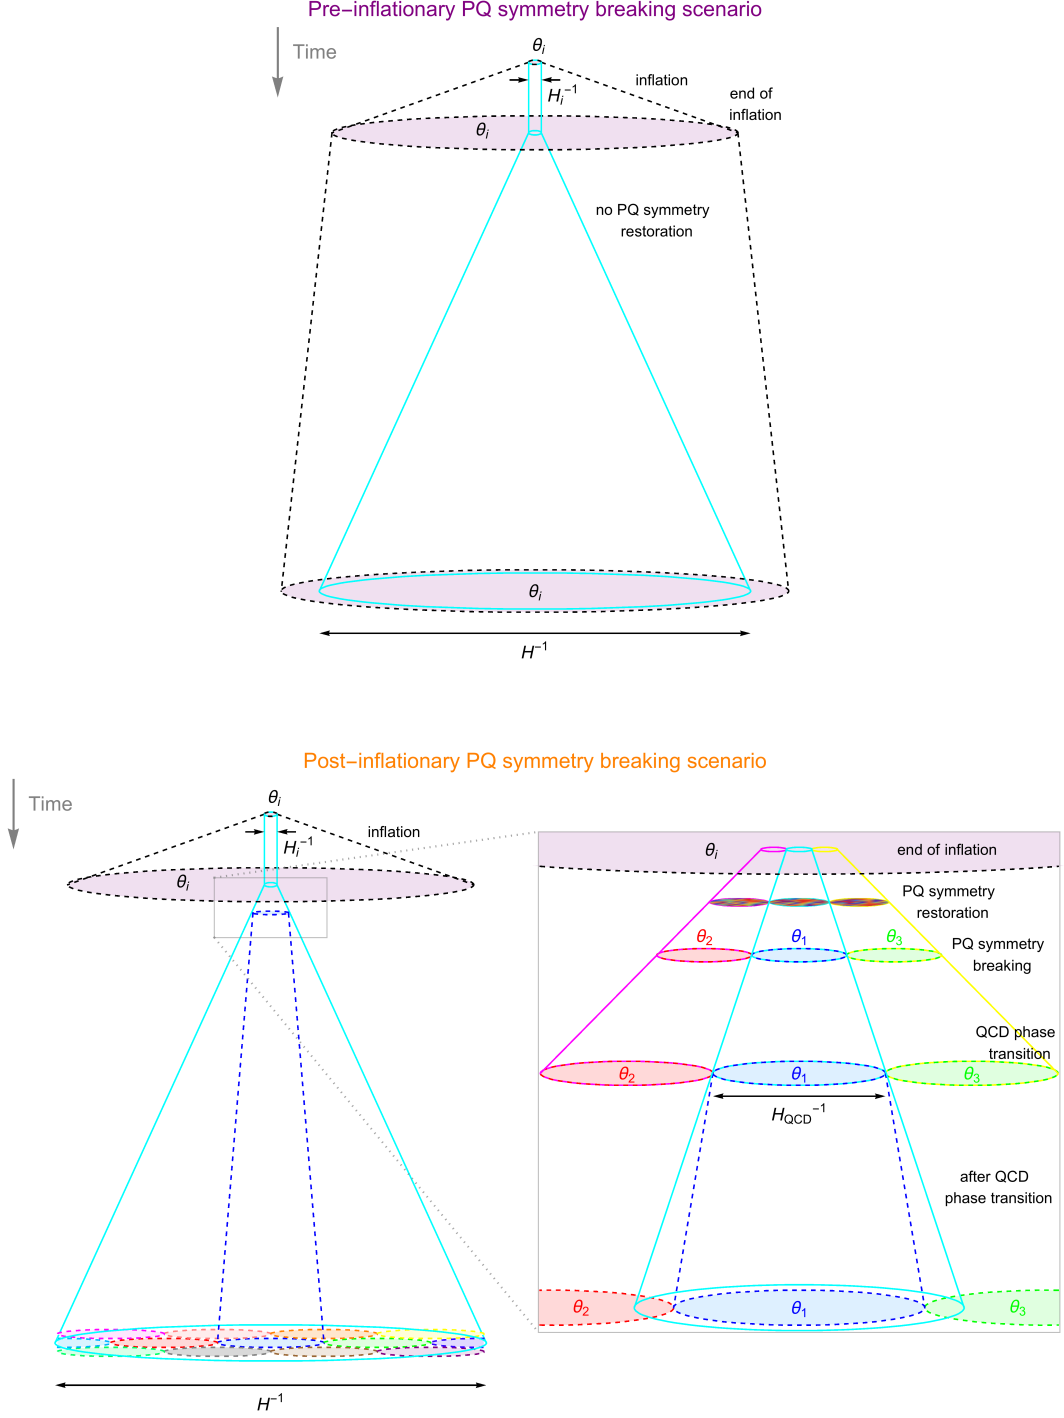 Pre−inflationary PQ symmetry breaking scenario
Time
θi
inflation
Hi−1
end of
inflation
θi
no PQ symmetry
restoration
θi
H−1
Post−inflationary PQ symmetry breaking scenario
Time
θi
inflation
Hi−1
θi
H−1
θi
end of inflation
PQ symmetry
restoration
θ2
θ1
θ3
PQ symmetry
breaking
QCD phase
transition
θ2
θ1
θ3
HQCD−1
after QCD
phase transition
θ2
θ1
θ3